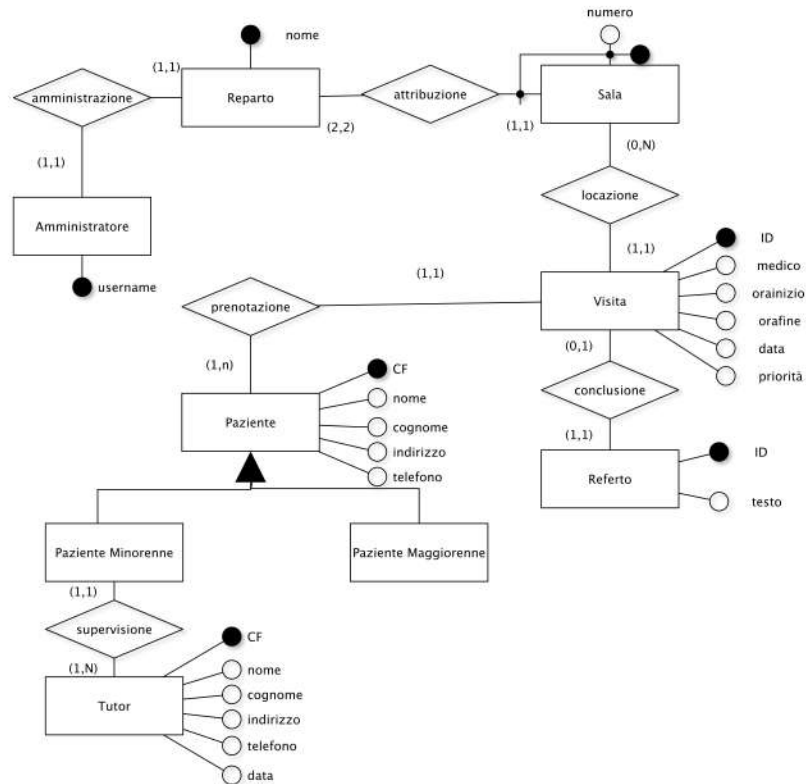 numero
nome
(1,1)
amministrazione
Reparto
attribuzione
Sala
(2,2)
(1,1)
(0,N)
(1,1)
locazione
Amministratore
(1,1)
ID
medico
username
(1,1)
prenotazione
Visita
orainizio
orafine
(0,1)
data
(1,n)
CF
priorità
nome
conclusione
Paziente
cognome
(1,1)
indirizzo
ID
telefono
Referto
testo
Paziente Minorenne
Paziente Maggiorenne
(1,1)
supervisione
CF
(1,N)
nome
cognome
Tutor
indirizzo
telefono
data